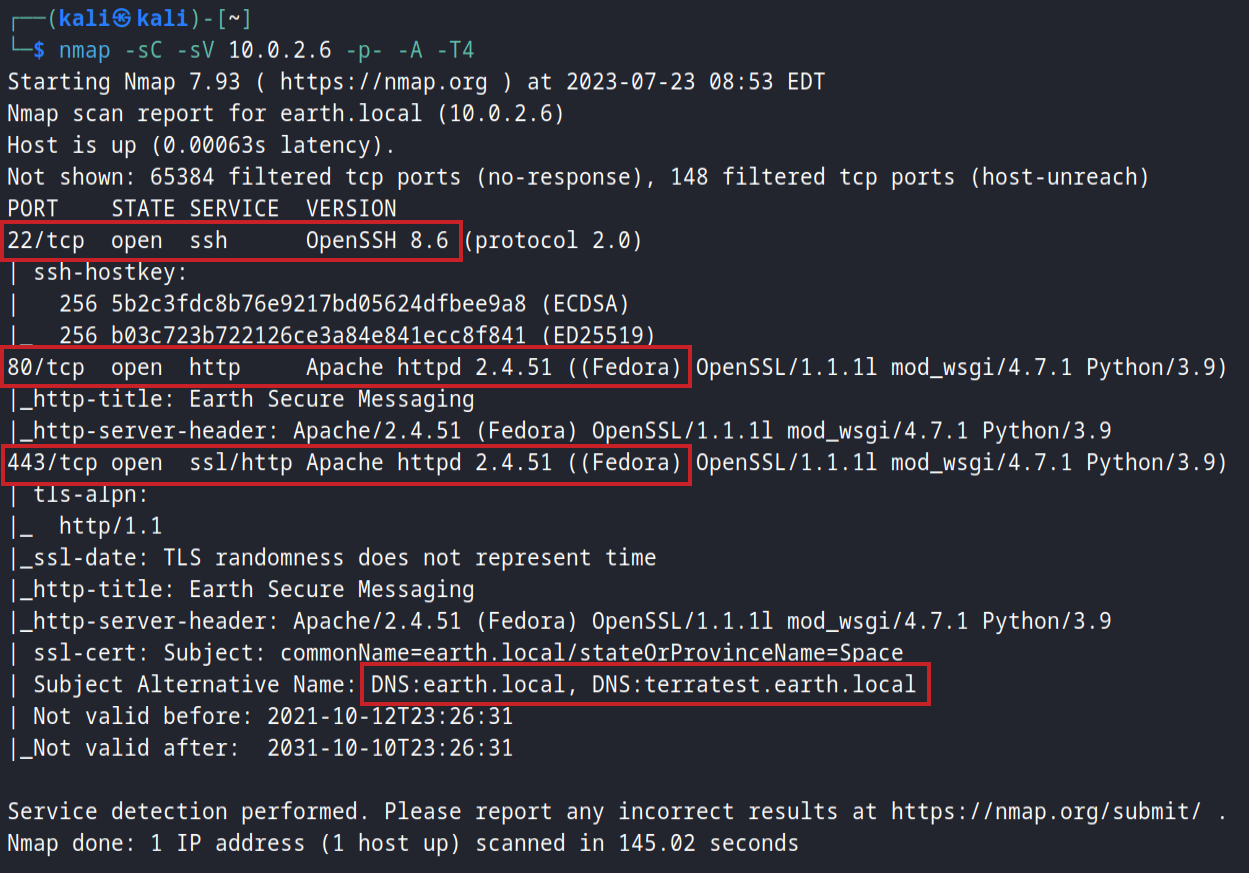 ┌──(kali㉿kali)-[~]
└─$ nmap -sC -sV 10.0.2.6 -p- -A -T4
Starting Nmap 7.93 ( https://nmap.org ) at 2023-07-23 08:53 EDT
Nmap scan report for earth.local (10.0.2.6)
Host is up (0.00063s latency).
Not shown: 65384 filtered tcp ports (no-response), 148 filtered tcp ports (host-unreach)
PORT    STATE SERVICE  VERSION
22/tcp  open  ssh      OpenSSH 8.6 (protocol 2.0)
| ssh-hostkey:
|   256 5b2c3fdc8b76e9217bd05624dfbee9a8 (ECDSA)
|_  256 b03c723b722126ce3a84e841ecc8f841 (ED25519)
80/tcp  open  http     Apache httpd 2.4.51 ((Fedora) OpenSSL/1.1.1l mod_wsgi/4.7.1 Python/3.9)
|_http-title: Earth Secure Messaging
|_http-server-header: Apache/2.4.51 (Fedora) OpenSSL/1.1.1l mod_wsgi/4.7.1 Python/3.9
443/tcp open  ssl/http Apache httpd 2.4.51 ((Fedora) OpenSSL/1.1.1l mod_wsgi/4.7.1 Python/3.9)
| tls-alpn:
|_  http/1.1
|_ssl-date: TLS randomness does not represent time
|_http-title: Earth Secure Messaging
|_http-server-header: Apache/2.4.51 (Fedora) OpenSSL/1.1.1l mod_wsgi/4.7.1 Python/3.9
| ssl-cert: Subject: commonName=earth.local/stateOrProvinceName=Space
| Subject Alternative Name: DNS:earth.local, DNS:terratest.earth.local
| Not valid before: 2021-10-12T23:26:31
|_Not valid after:  2031-10-10T23:26:31
Service detection performed. Please report any incorrect results at https://nmap.org/submit/ .
Nmap done: 1 IP address (1 host up) scanned in 145.02 seconds